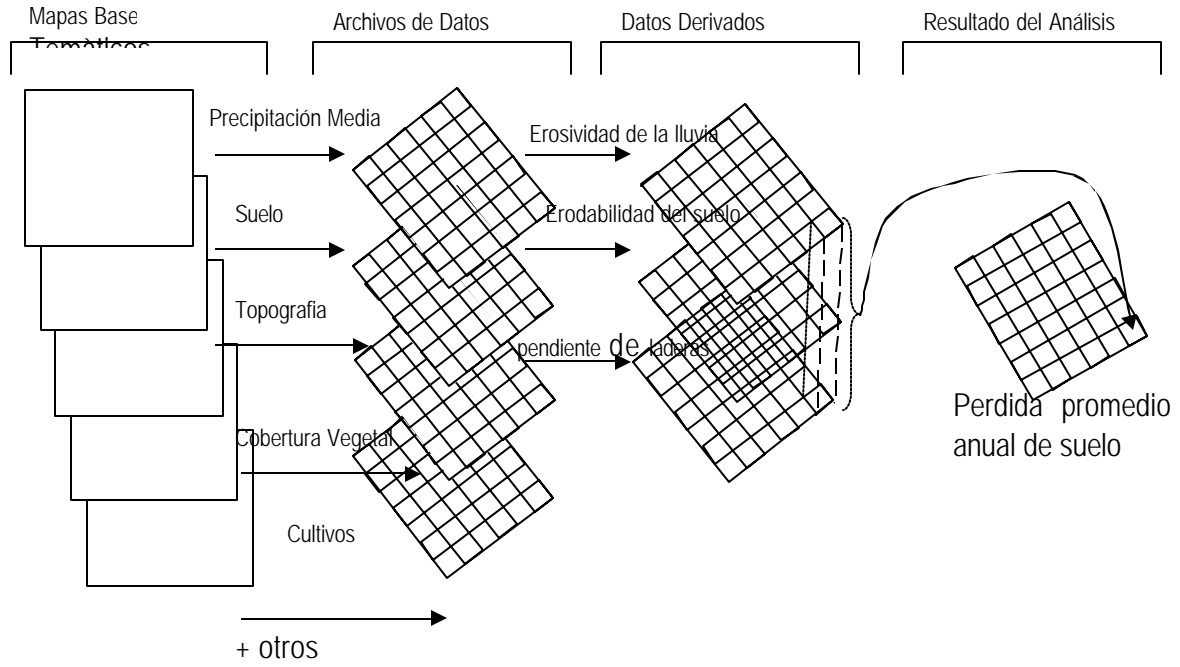 Mapas Base
Temàticos
Archivos de Datos
Datos Derivados
Resultado del Análisis
Precipitación Media
Erosividad de la lluvia
Suelo
Erodabilidad del suelo
Topografia
pendiente de laderas
Cobertura Vegetal
Perdida promedio
anual de suelo
Cultivos
+ otros